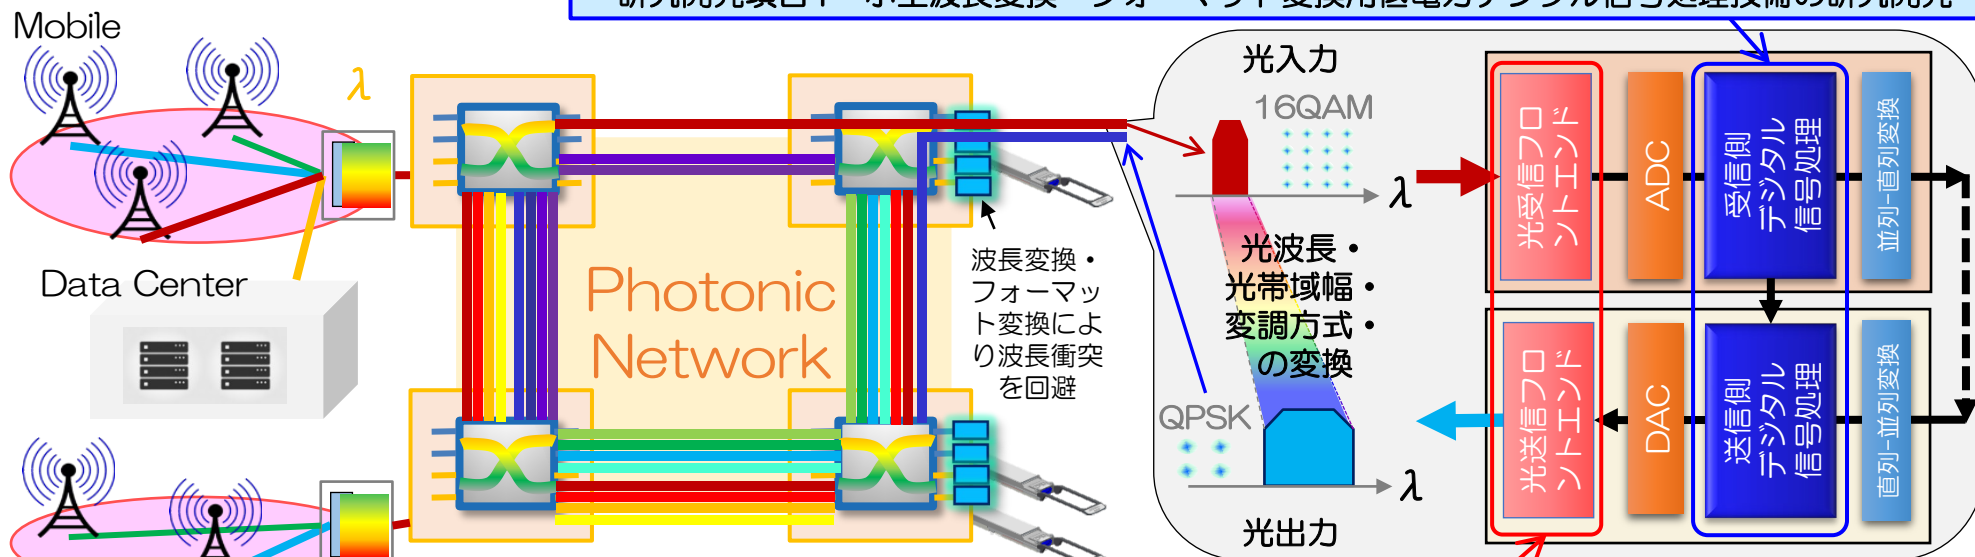 Mobile
λ
Data Center
Photonic
Network
波長変換・
フォーマッ
ト変換によ
り波長衝突
を回避
光入力
16QAM
λ
光波長・
光帯域幅・
変調方式・
の変換
QPSK
λ
光出力
光受信フロ
ントエンド
ADC
受信側
デジタル
信号処理
並列-直列変換
光送信フロ
ントエンド
DAC
送信側
デジタル
信号処理
直列-並列変換